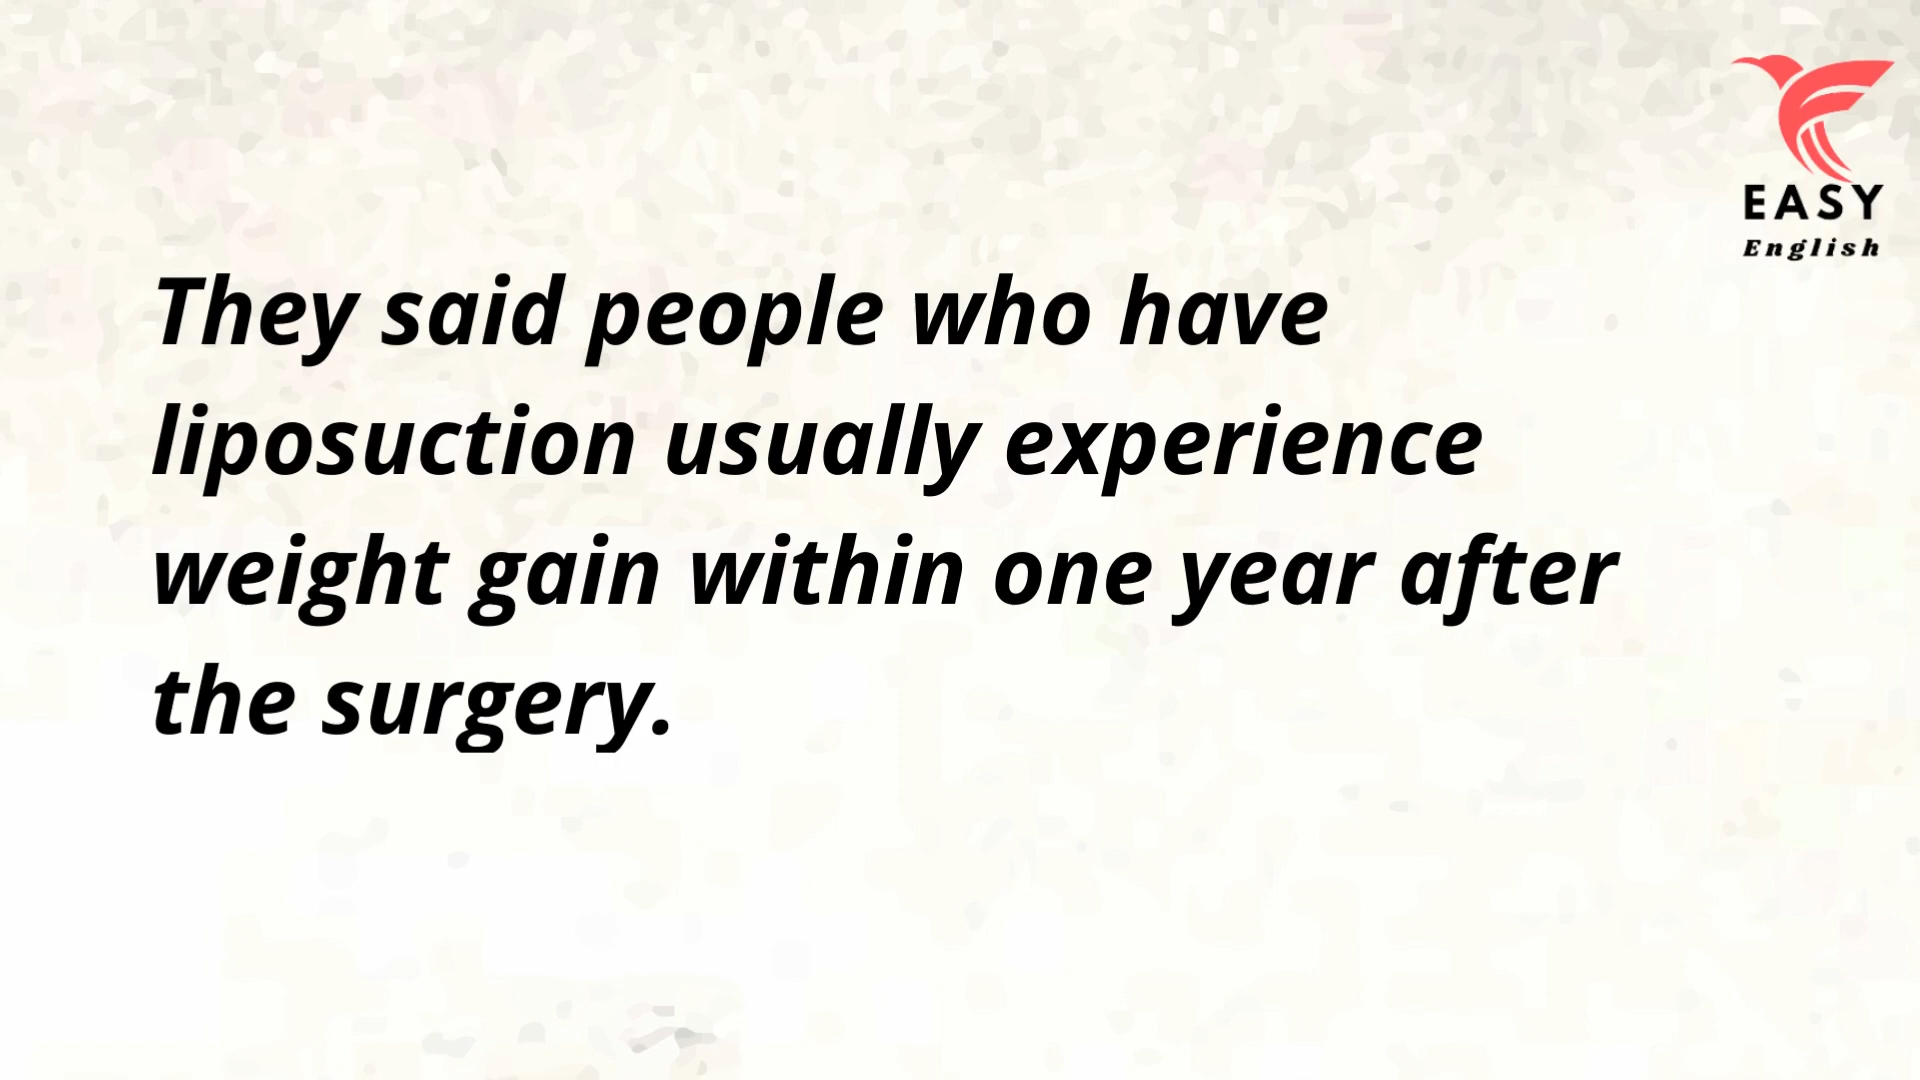 EASY
English
They said people who have
liposuction usually experience
weight gain within one year after
the surgery.